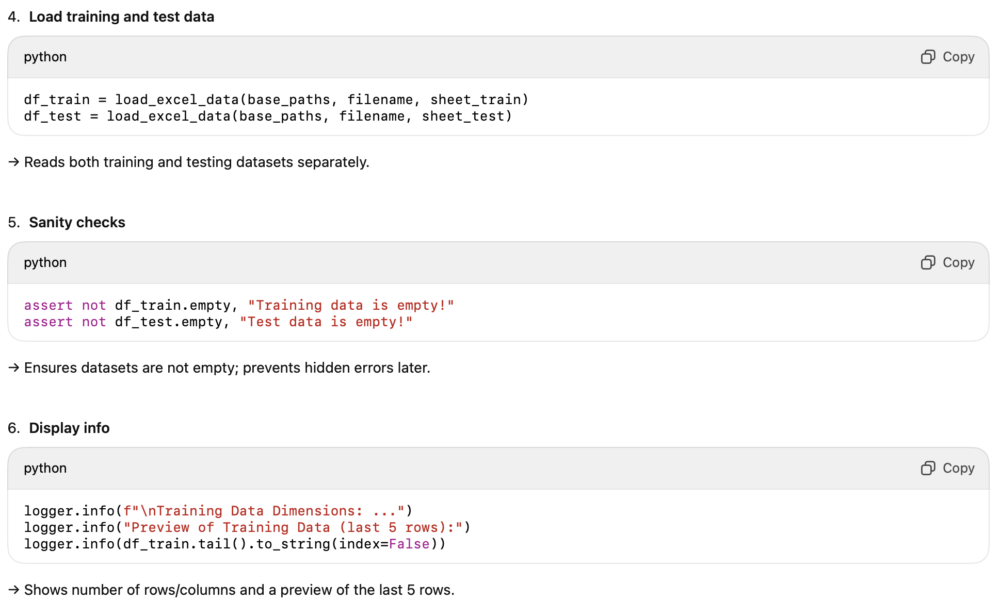 4. Load training and test data
python
Copy
df_train = load_excel_data(base_paths, filename, sheet_train)
df_test = load_excel_data(base_paths, filename, sheet_test)
→ Reads both training and testing datasets separately.
5. Sanity checks
python
Copy
assert not df_train.empty, "Training data is empty!"
assert not df_test.empty, "Test data is empty!"
→ Ensures datasets are not empty; prevents hidden errors later.
6. Display info
python
Copy
logger.info(f"\nTraining Data Dimensions: ...")
logger.info("Preview of Training Data (last 5 rows):")
logger.info(df_train.tail().to_string(index=False))
→ Shows number of rows/columns and a preview of the last 5 rows.